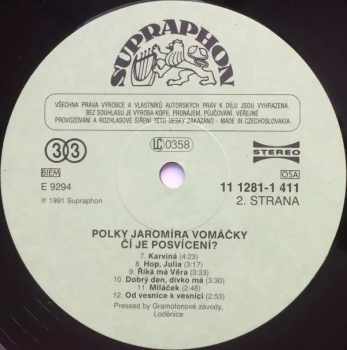 SUPRAPHON
VŠECHNA PRÁVA VÝROBCE A VLASTNÍKŮ AUTORSKÝCH PRÁV K DÍLU JSOU VYHRAZENA.
BEZ SOUHLASU JE VÝROBA KOPIÍ, PRONÁJEM, PŮJČOVÁNÍ, VEŘEJNÉ
PROVOZOVÁNÍ A ROZHLASOVÉ ŠÍŘENÍ TÉTO DESKY ZAKÁZÁNO - MADE IN CZECHOSLOVAKIA
33
LC 0358
STEREO
BIEM
OSA
E 9294
11 1281-1 411
℗ 1991 Supraphon
2. STRANA
POLKY JAROMÍRA VOMÁČKY
ČÍ JE POSVÍCENÍ?
7. Karviná (4:23)
8. Hop, Julia (3:17)
9. Říká má Věra (3:33)
10. Dobrý den, dívko má (3:30)
11. Miláček (2:48)
12. Od vesnice k vesnici (2:53)
Pressed by Gramofonové závody,
Loděnice